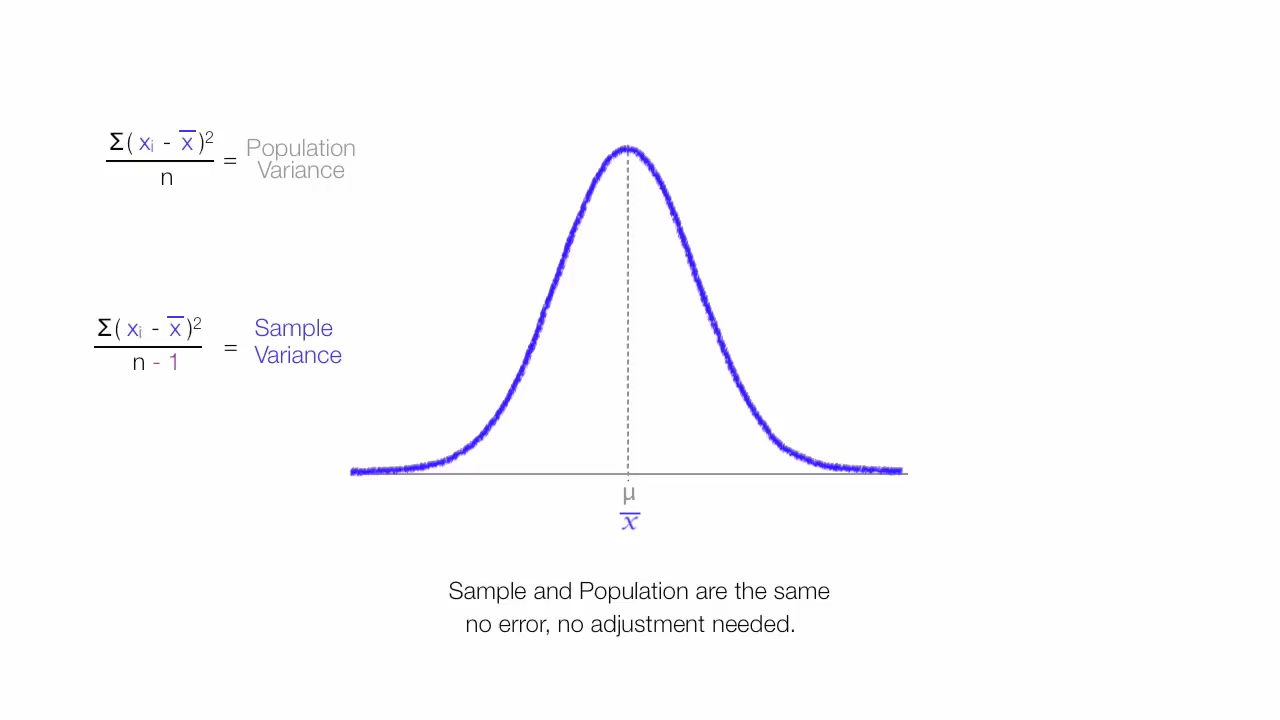 Σ( xᵢ - x̅ )²
n
=
Population
Variance
Σ( xᵢ - x̅ )²
n - 1
=
Sample
Variance
μ
x̅
Sample and Population are the same
no error, no adjustment needed.